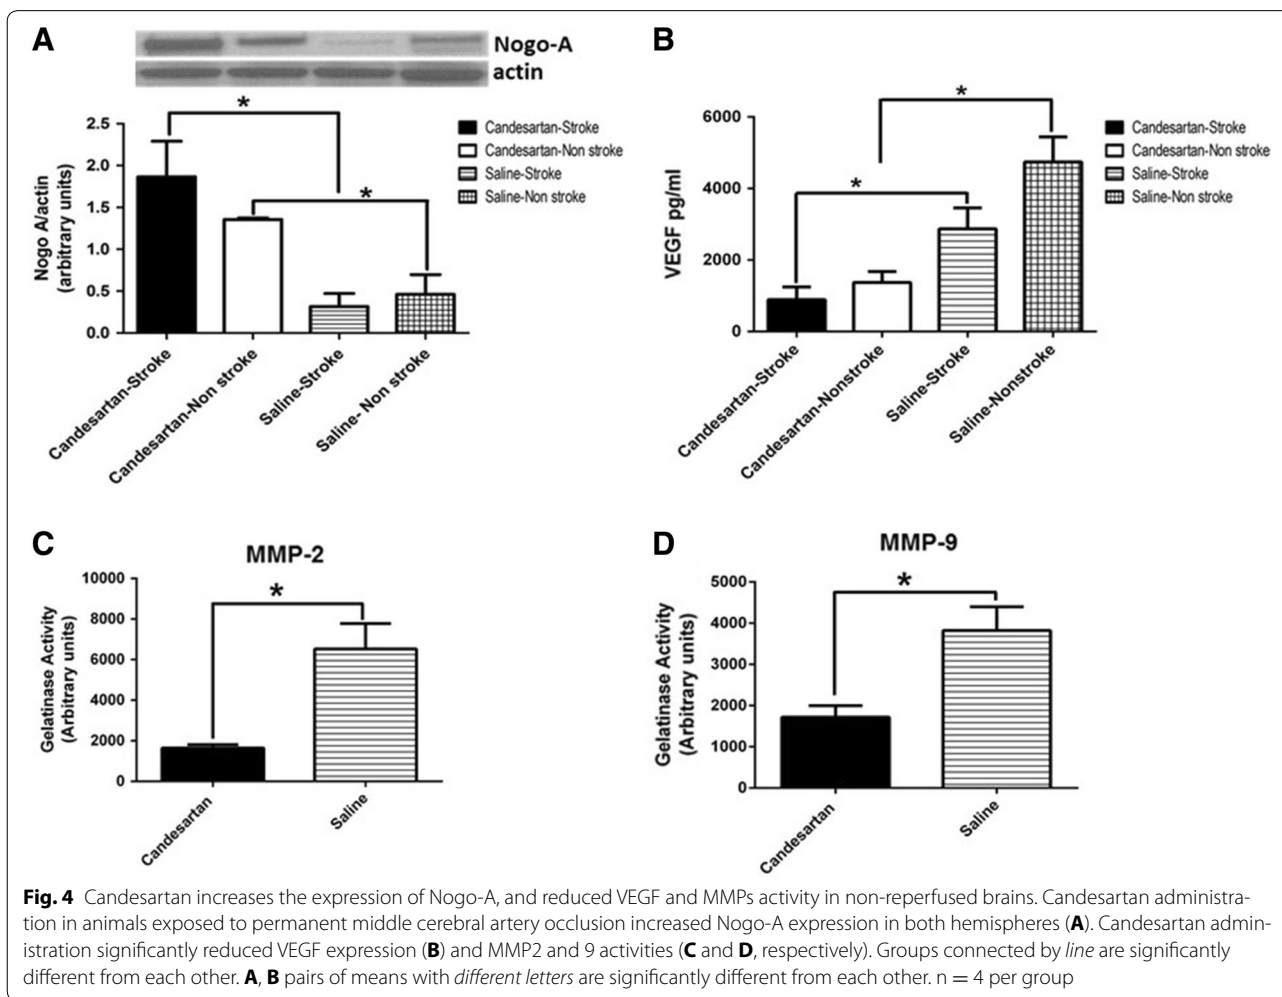 A
Nogo-A
actin
*
*
2.5
2.0
1.5
1.0
0.5
0.0
Nogo A/actin
(arbitrary units)
Candesartan-Stroke
Candesartan-Non stroke
Saline-Stroke
Saline- Non stroke
Candesartan-Stroke
Candesartan-Non stroke
Saline-Stroke
Saline-Non stroke
B
*
*
6000
4000
2000
0
VEGF pg/ml
Candesartan-Stroke
Candesartan-Nonstroke
Saline-Stroke
Saline-Nonstroke
Candesartan-Stroke
Candesartan-Non stroke
Saline-Stroke
Saline-Non stroke
C
MMP-2
*
10000
8000
6000
4000
2000
0
Gelatinase Activity
(Arbitrary units)
Candesartan
Saline
D
MMP-9
*
5000
4000
3000
2000
1000
0
Gelatinase Activity
(Arbitrary units)
Candesartan
Saline
Fig. 4 Candesartan increases the expression of Nogo-A, and reduced VEGF and MMPs activity in non-reperfused brains. Candesartan administra-
tion in animals exposed to permanent middle cerebral artery occlusion increased Nogo-A expression in both hemispheres (A). Candesartan admin-
istration significantly reduced VEGF expression (B) and MMP2 and 9 activities (C and D, respectively). Groups connected by line are significantly
different from each other. A, B pairs of means with different letters are significantly different from each other. n = 4 per group